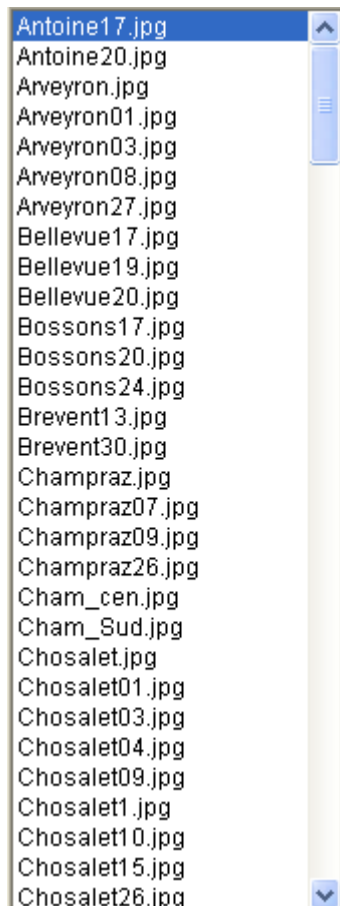 Antoine17.jpg
Antoine20.jpg
Arveyron.jpg
Arveyron01.jpg
Arveyron03.jpg
Arveyron08.jpg
Arveyron27.jpg
Bellevue17.jpg
Bellevue19.jpg
Bellevue20.jpg
Bossons17.jpg
Bossons20.jpg
Bossons24.jpg
Brevent13.jpg
Brevent30.jpg
Champraz.jpg
Champraz07.jpg
Champraz09.jpg
Champraz26.jpg
Cham_cen.jpg
Cham_Sud.jpg
Chosalet.jpg
Chosalet01.jpg
Chosalet03.jpg
Chosalet04.jpg
Chosalet09.jpg
Chosalet1.jpg
Chosalet10.jpg
Chosalet15.jpg
Chosalet26.jpg